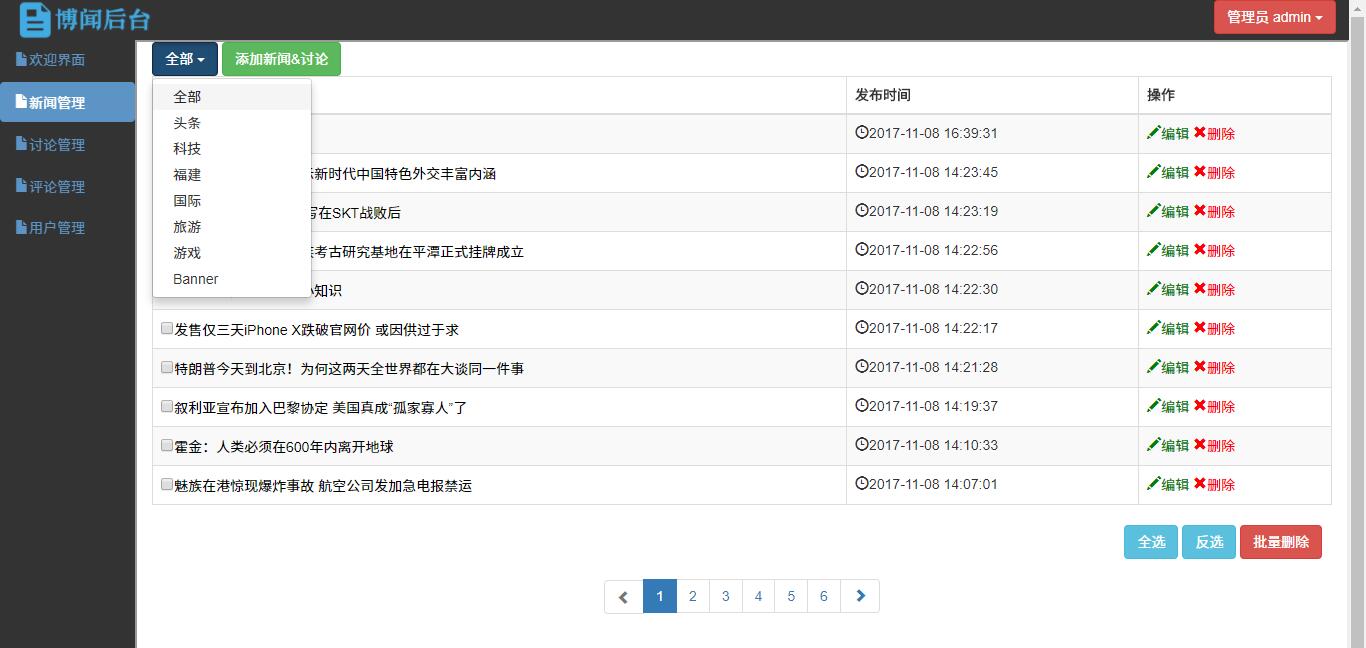 博闻后台
管理员 admin
欢迎界面
新闻管理
讨论管理
评论管理
用户管理
全部 添加新闻&讨论
全部
头条
科技
福建
国际
旅游
游戏
Banner
发布时间 操作
2017-11-08 16:39:31 编辑 删除
新时代中国特色外交丰富内涵 2017-11-08 14:23:45 编辑 删除
在SKT战败后 2017-11-08 14:23:19 编辑 删除
考古研究基地在平潭正式挂牌成立 2017-11-08 14:22:56 编辑 删除
知识 2017-11-08 14:22:30 编辑 删除
发售仅三天iPhone X跌破官网价 或因供过于求 2017-11-08 14:22:17 编辑 删除
特朗普今天到北京！为何这两天全世界都在大谈同一件事 2017-11-08 14:21:28 编辑 删除
叙利亚宣布加入巴黎协定 美国真成“孤家寡人”了 2017-11-08 14:19:37 编辑 删除
霍金：人类必须在600年内离开地球 2017-11-08 14:10:33 编辑 删除
魅族在港惊现爆炸事故 航空公司发加急电报禁运 2017-11-08 14:07:01 编辑 删除
全选 反选 批量删除
1 2 3 4 5 6